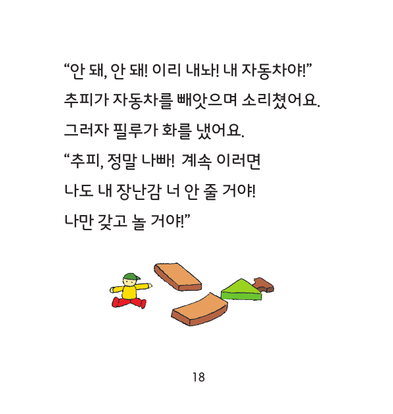 “안 돼, 안 돼! 이리 내놔! 내 자동차야!”
추피가 자동차를 빼앗으며 소리쳤어요.
그러자 필루가 화를 냈어요.
“추피, 정말 나빠! 계속 이러면
나도 내 장난감 너 안 줄 거야!
나만 갖고 놀 거야!”
18